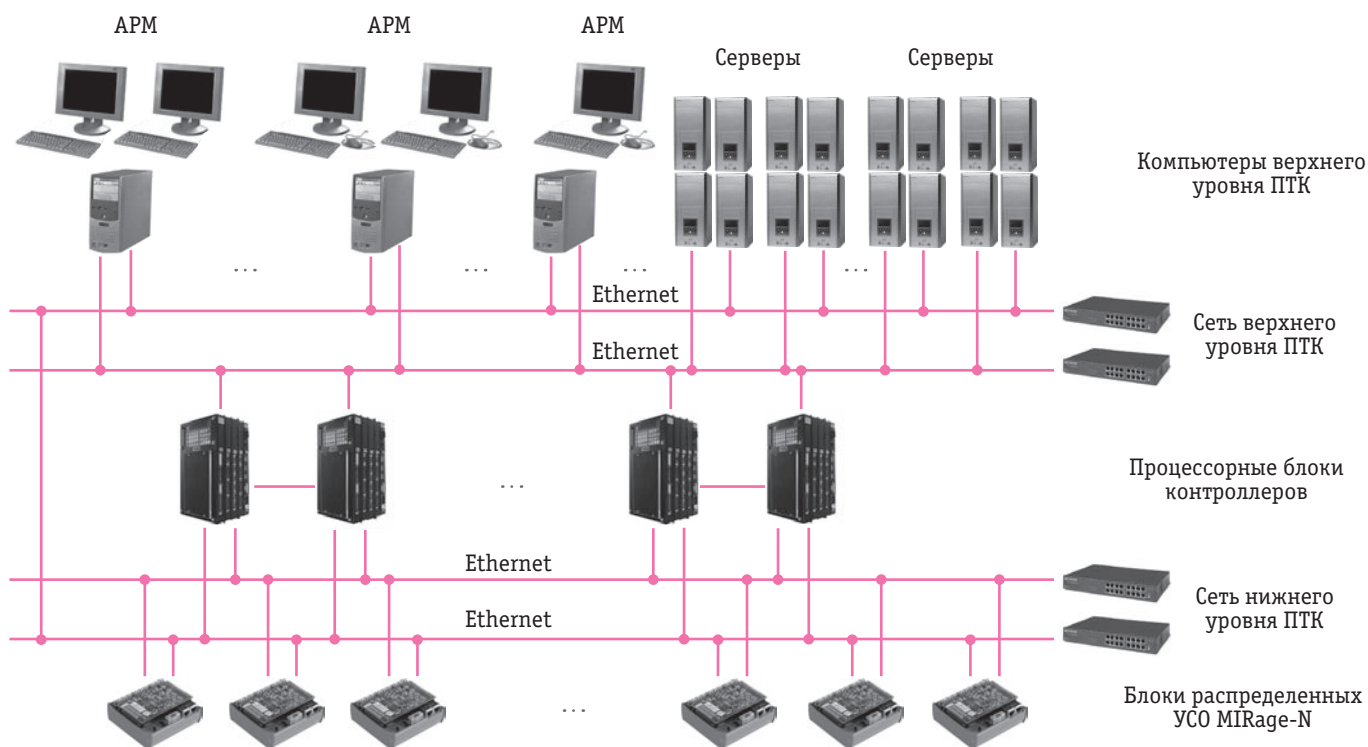 АРМ
АРМ
АРМ
Серверы
Серверы
Компьютеры верхнего
уровня ПТК
...
...
...
...
Ethernet
Ethernet
Сеть верхнего
уровня ПТК
...
Процессорные блоки
контроллеров
Ethernet
Ethernet
Сеть нижнего
уровня ПТК
...
Блоки распределенных
УСО MIRage-N